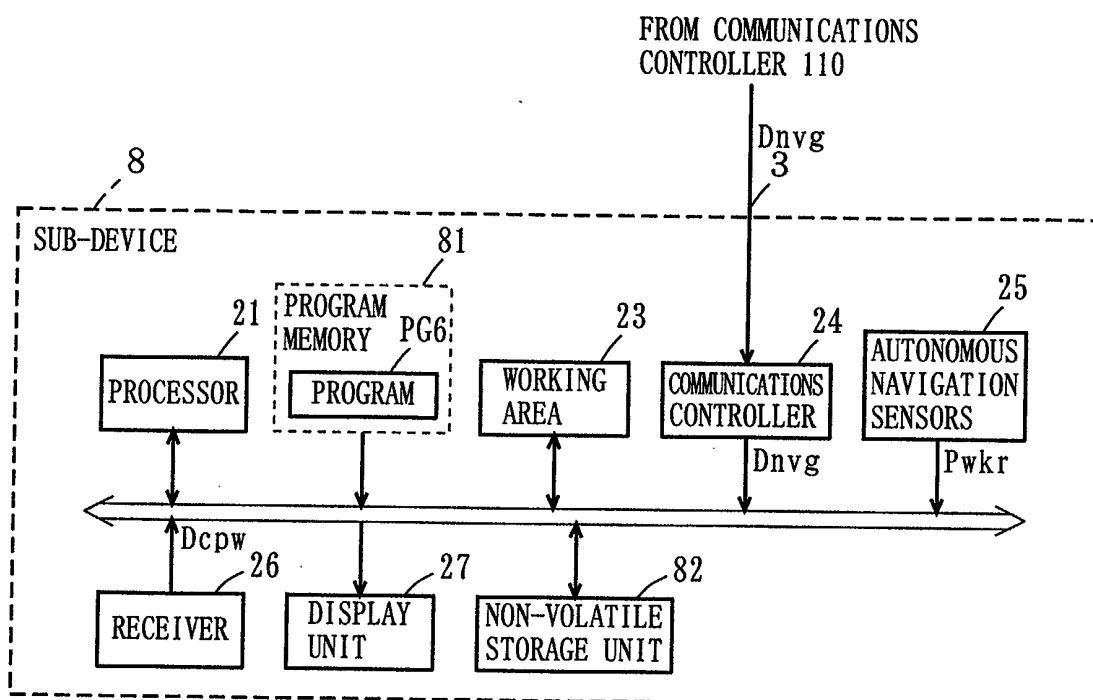 FROM COMMUNICATIONS
CONTROLLER 110
Dnvg
3
8
SUB-DEVICE
81
21
PROGRAM
MEMORY
PG6
PROGRAM
PROCESSOR
23
WORKING
AREA
24
COMMUNICATIONS
CONTROLLER
25
AUTONOMOUS
NAVIGATION
SENSORS
Dnvg
Pwkr
Dcpw
26
RECEIVER
27
DISPLAY
UNIT
82
NON-VOLATILE
STORAGE UNIT